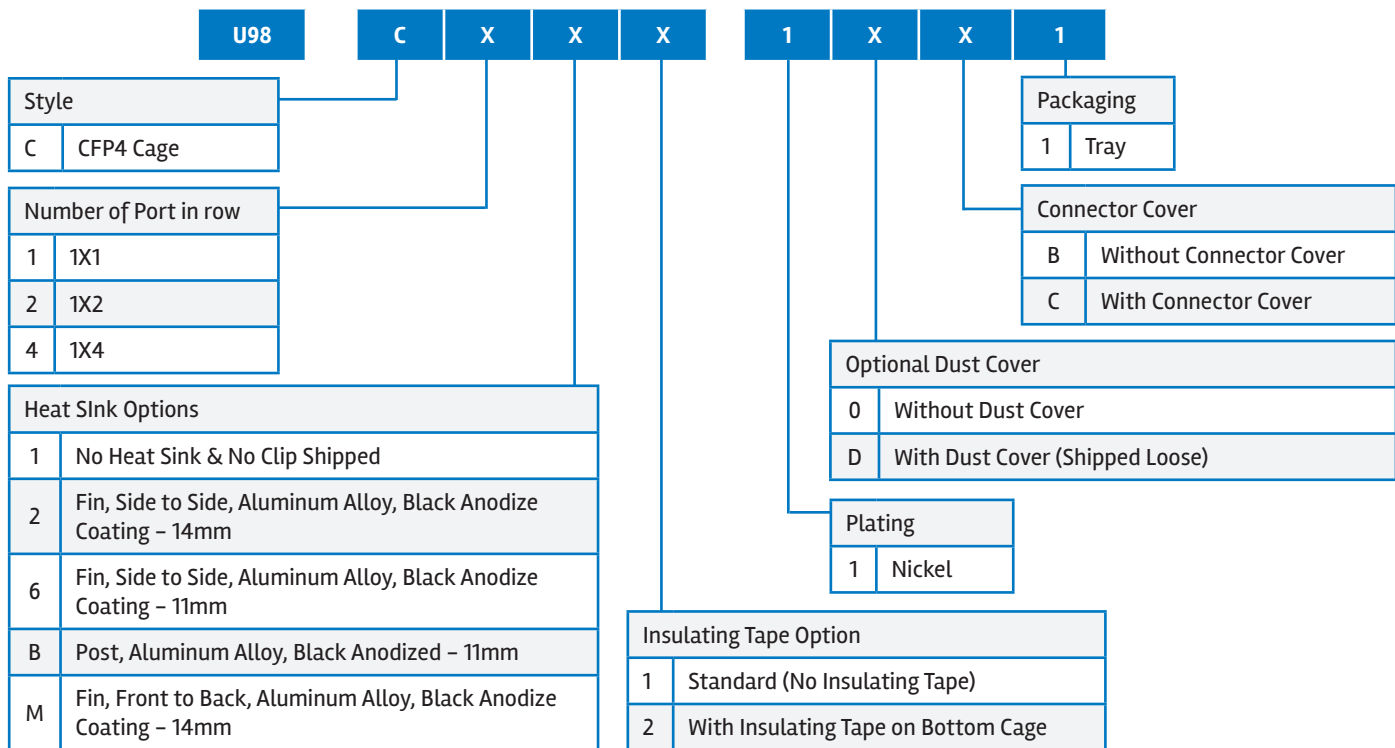 U98 C X X X 1 X X 1
Style
C CFP4 Cage
Number of Port in row
1 1X1
2 1X2
4 1X4
Heat SInk Options
1 No Heat Sink & No Clip Shipped
2 Fin, Side to Side, Aluminum Alloy, Black Anodize
Coating – 14mm
6 Fin, Side to Side, Aluminum Alloy, Black Anodize
Coating – 11mm
B Post, Aluminum Alloy, Black Anodized – 11mm
M Fin, Front to Back, Aluminum Alloy, Black Anodize
Coating – 14mm
Insulating Tape Option
1 Standard (No Insulating Tape)
2 With Insulating Tape on Bottom Cage
Plating
1 Nickel
Optional Dust Cover
0 Without Dust Cover
D With Dust Cover (Shipped Loose)
Connector Cover
B Without Connector Cover
C With Connector Cover
Packaging
1 Tray